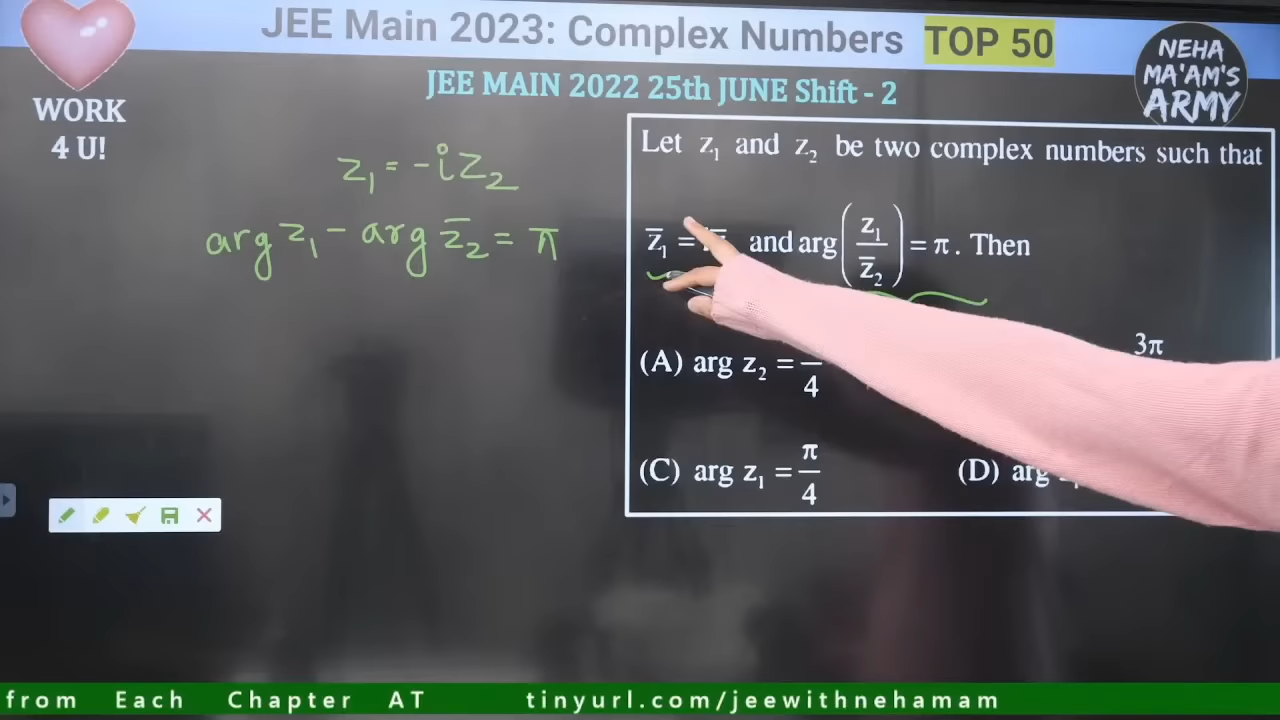 JEE Main 2023: Complex Numbers TOP 50
NEHA
MA'AM'S
ARMY
WORK
4 U!
JEE MAIN 2022 25th JUNE Shift - 2
z₁ = -iz₂
arg z₁ - arg z̅₂ = π
Let z₁ and z₂ be two complex numbers such that
z̅₁ = and arg(z₁/z̅₂) = π. Then
(A) arg z₂ = /4
3π
(C) arg z₁ = π/4
(D) arg
from Each Chapter AT tinyurl.com/jeewithnehamam